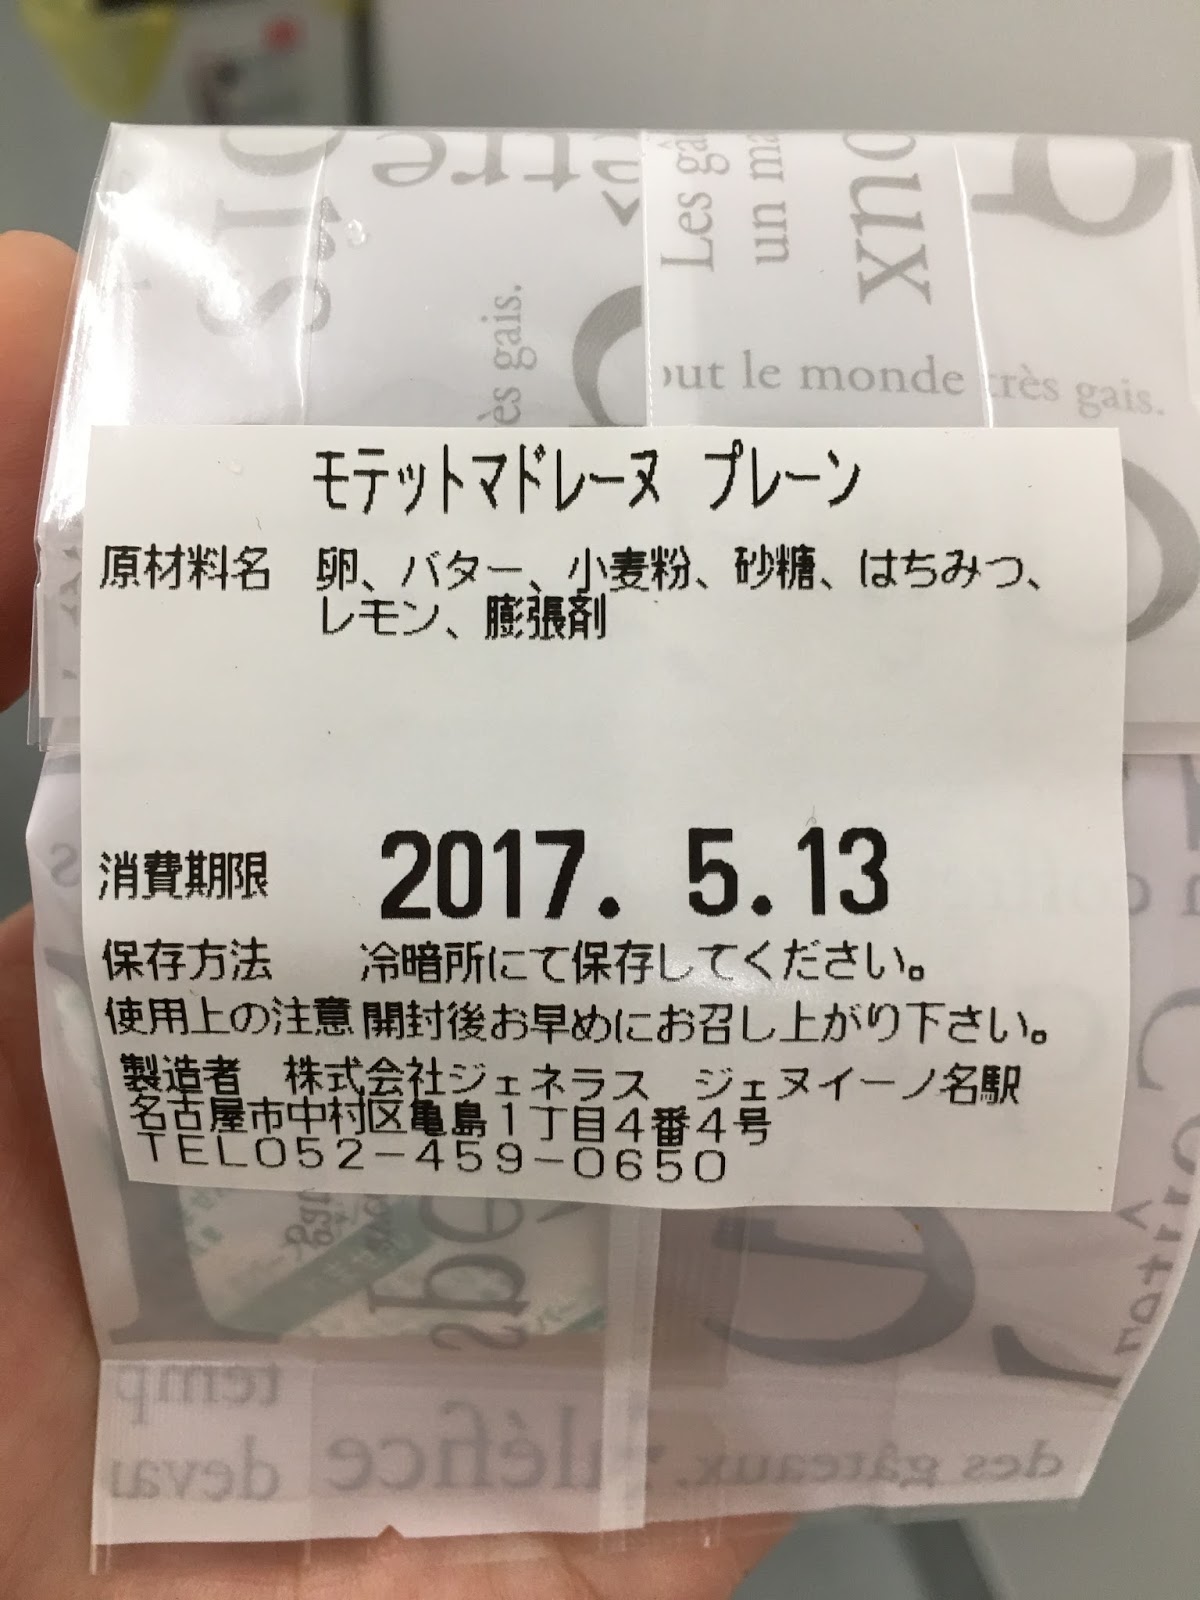 Les gâ
un ma
oux
ès gais.
out le monde très gais.
モテットマドレーヌ プレーン
原材料名 卵、バター、小麦粉、砂糖、はちみつ、
レモン、膨張剤
消費期限 2017. 5.13
保存方法 冷暗所にて保存してください。
使用上の注意 開封後お早めにお召し上がり下さい。
製造者 株式会社ジェネラス ジェヌイーノ名駅
名古屋市中村区亀島1丁目4番4号
TEL052-459-0650
temp
devan
léfice
des gâteaux.